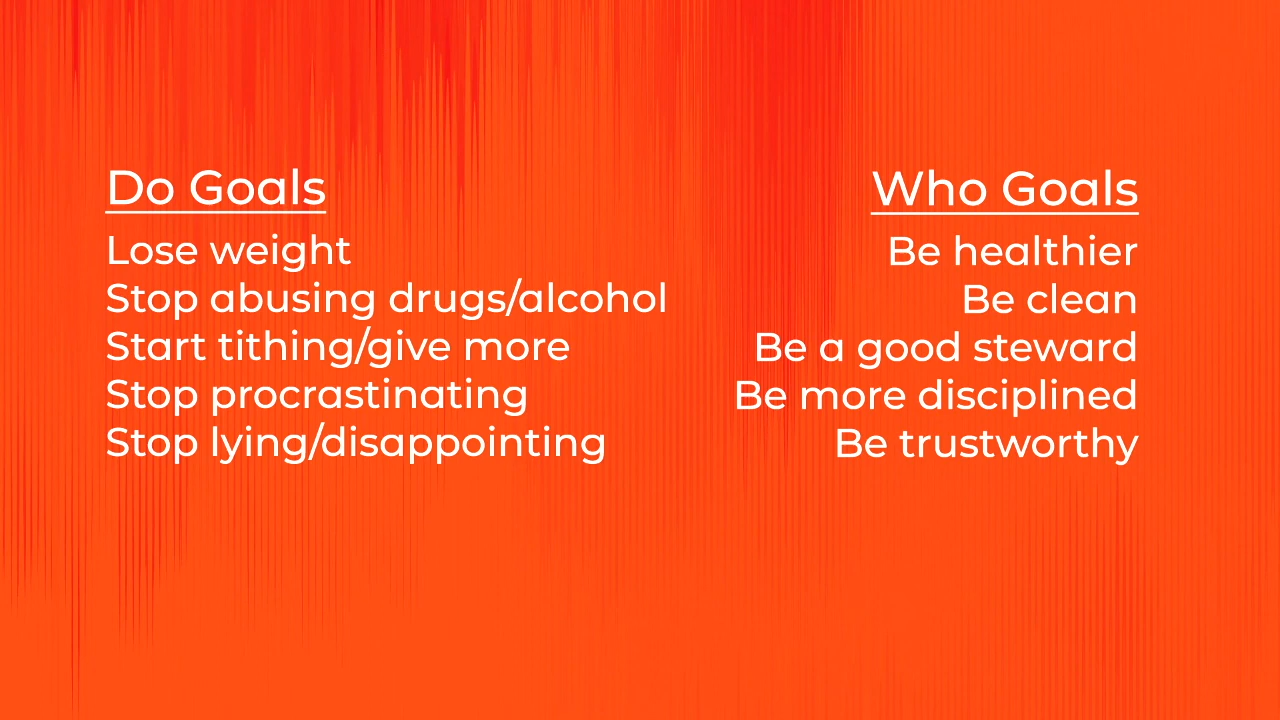 Do Goals
Lose weight
Stop abusing drugs/alcohol
Start tithing/give more
Stop procrastinating
Stop lying/disappointing
Who Goals
Be healthier
Be clean
Be a good steward
Be more disciplined
Be trustworthy